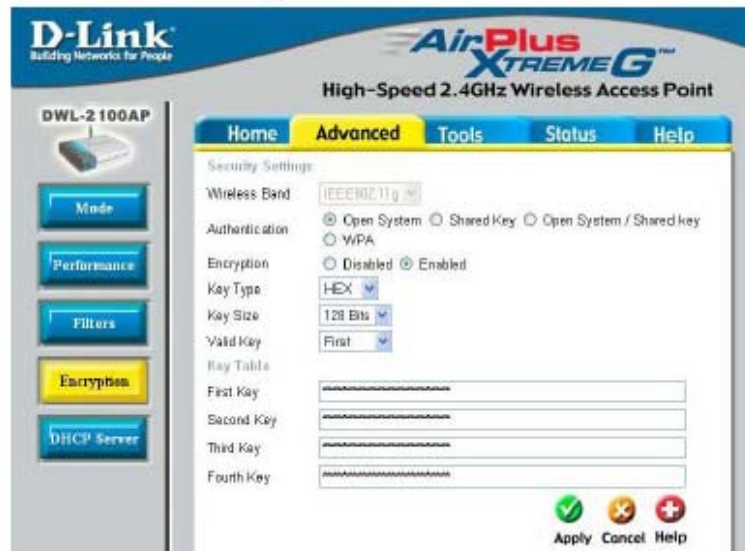 D-Link
Building Networks for People
AirPlus
XTREME G™
High-Speed 2.4GHz Wireless Access Point
DWL-2100AP
Home Advanced Tools Status Help
Mode
Performance
Filters
Encryption
DHCP Server
Security Settings
Wireless Band IEEE802.11g
Authentication Open System Shared Key Open System / Shared key
WPA
Encryption Disabled Enabled
Key Type HEX
Key Size 128 Bits
Valid Key First
Key Table
First Key
Second Key
Third Key
Fourth Key
Apply Cancel Help